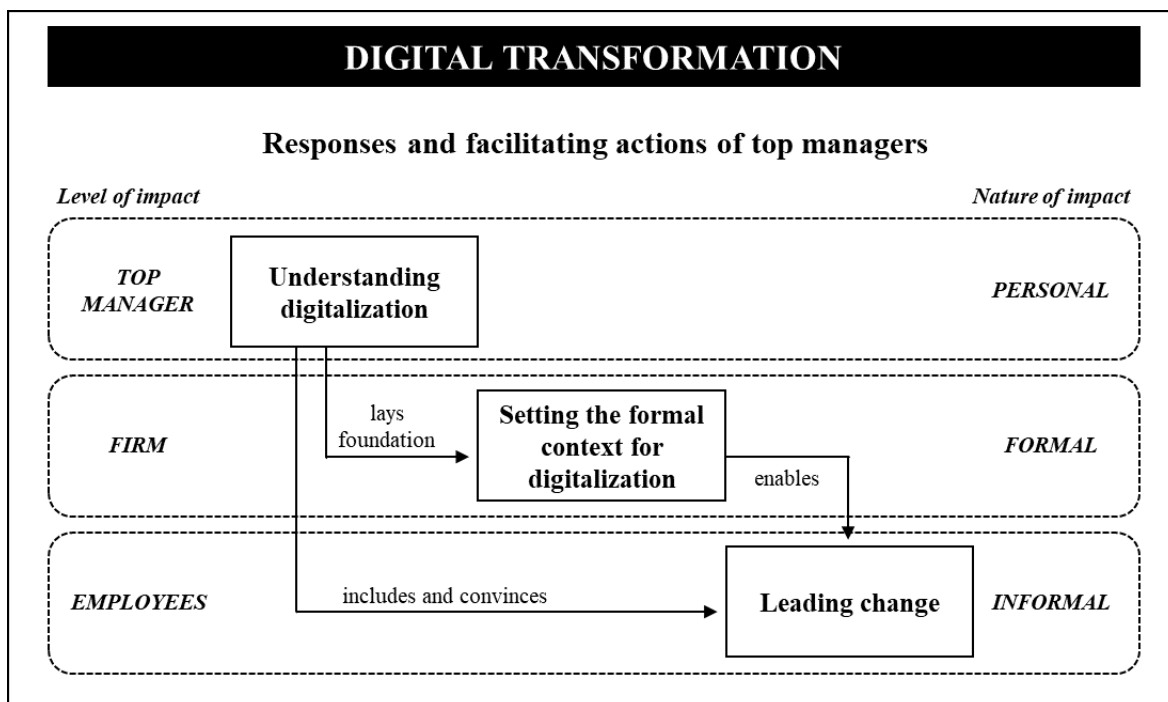 DIGITAL TRANSFORMATION
Responses and facilitating actions of top managers
Level of impact
Nature of impact
TOP
MANAGER
Understanding
digitalization
PERSONAL
FIRM
lays
foundation
Setting the formal
context for
digitalization
enables
FORMAL
EMPLOYEES
includes and convinces
Leading change
INFORMAL